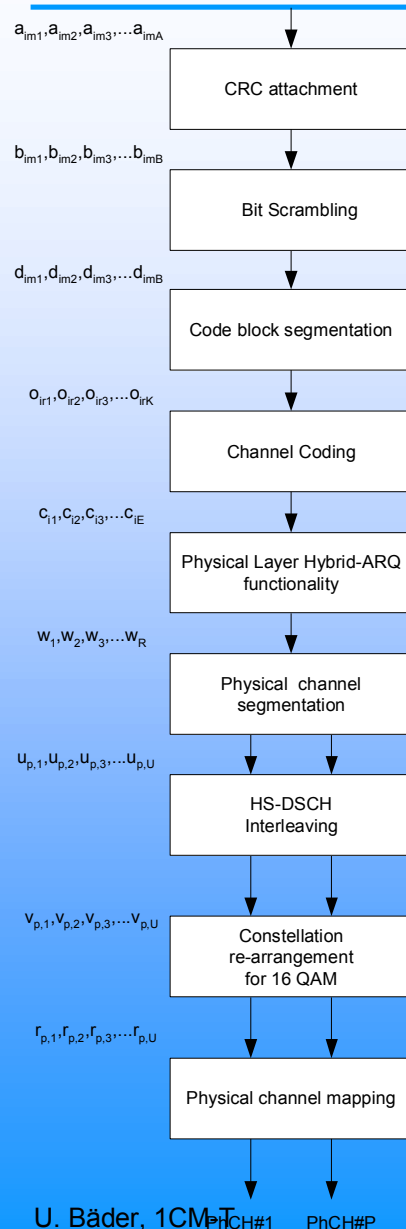 a_im1,a_im2,a_im3,...a_imA
CRC attachment
b_im1,b_im2,b_im3,...b_imB
Bit Scrambling
d_im1,d_im2,d_im3,...d_imB
Code block segmentation
o_ir1,o_ir2,o_ir3,...o_irK
Channel Coding
c_i1,c_i2,c_i3,...c_iE
Physical Layer Hybrid-ARQ
functionality
w_1,w_2,w_3,...w_R
Physical channel
segmentation
u_p,1,u_p,2,u_p,3,...u_p,U
HS-DSCH
Interleaving
v_p,1,v_p,2,v_p,3,...v_p,U
Constellation
re-arrangement
for 16 QAM
r_p,1,r_p,2,r_p,3,...r_p,U
Physical channel mapping
U. Bäder, 1CM-T
PhCH#1 PhCH#P